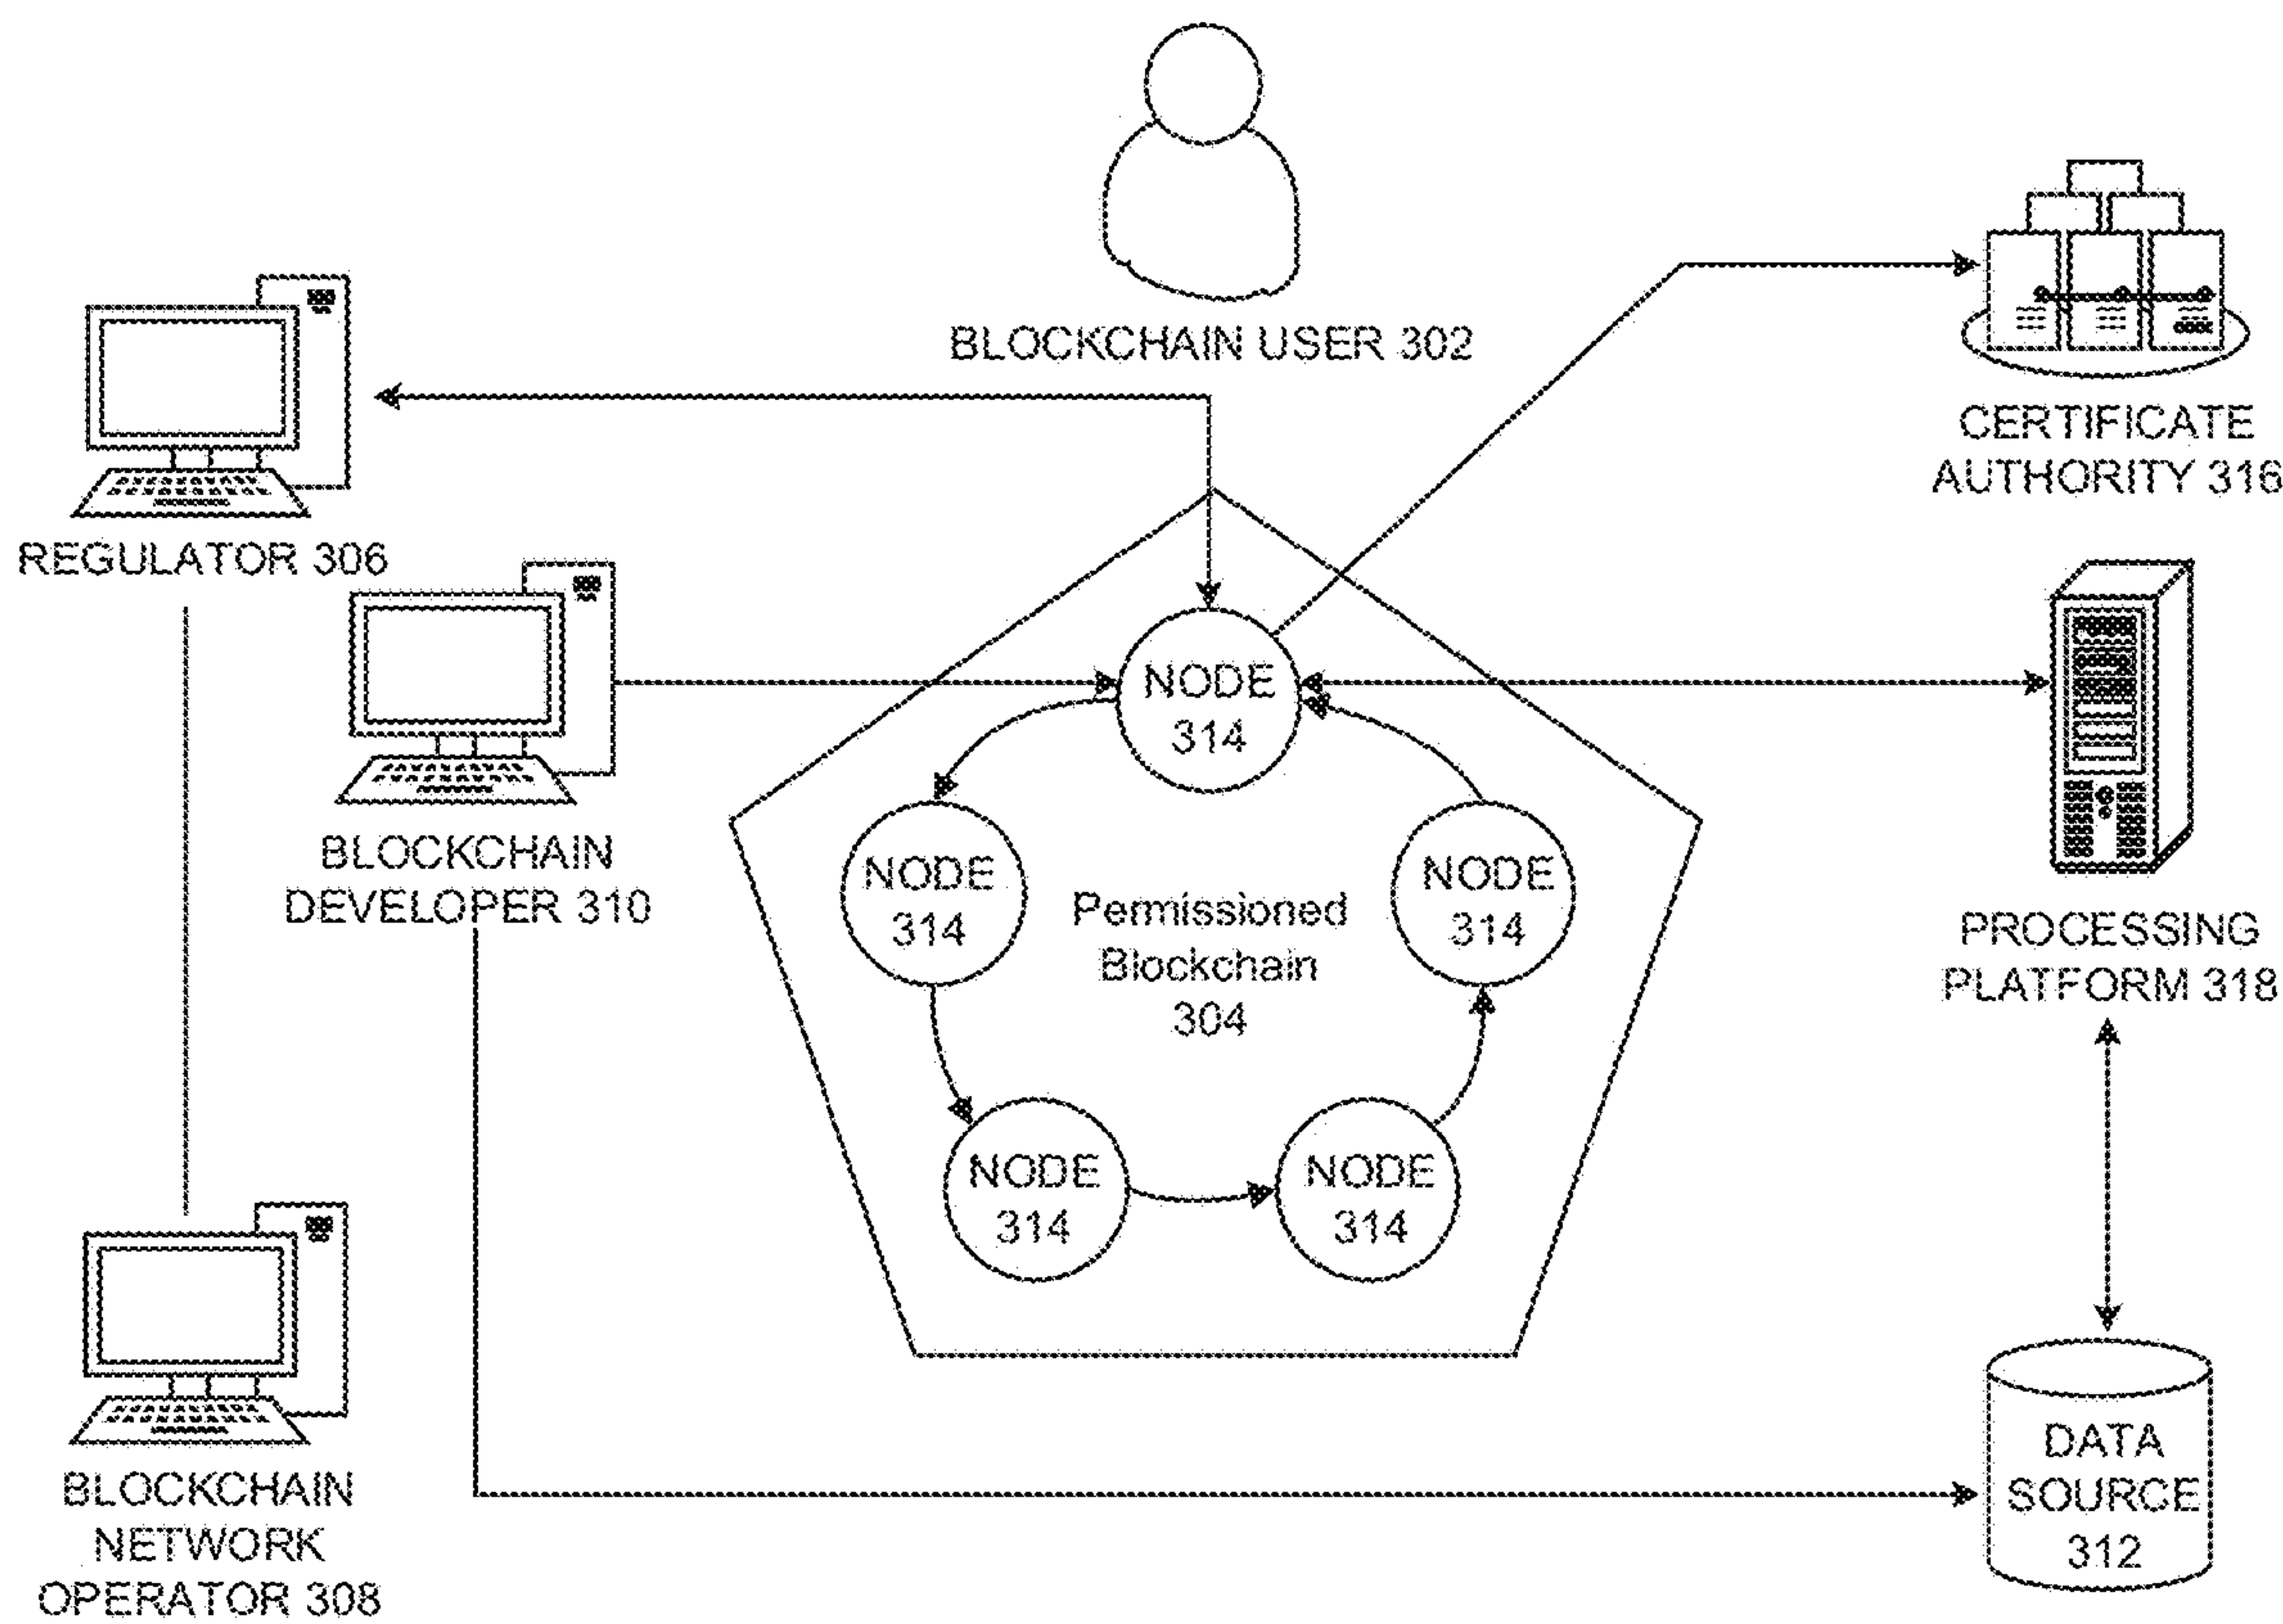 BLOCKCHAIN USER 302
CERTIFICATE
AUTHORITY 316
REGULATOR 306
BLOCKCHAIN
DEVELOPER 310
NODE
314
NODE
314
Permissioned
Blockchain
304
NODE
314
PROCESSING
PLATFORM 318
NODE
314
NODE
314
BLOCKCHAIN
NETWORK
OPERATOR 308
DATA
SOURCE
312